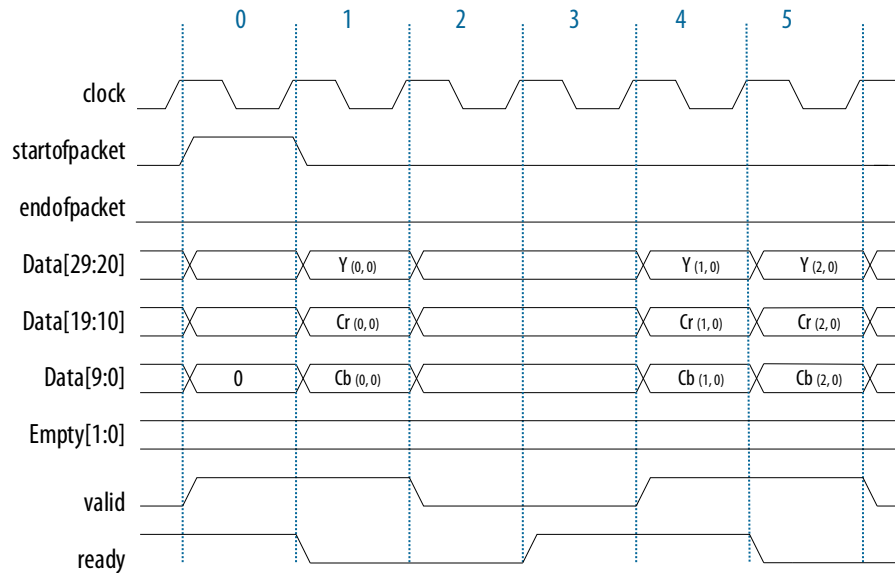 0 1 2 3 4 5
clock
startofpacket
endofpacket
Data[29:20] Y (0, 0) Y (1, 0) Y (2, 0)
Data[19:10] Cr (0, 0) Cr (1, 0) Cr (2, 0)
Data[9:0] 0 Cb (0, 0) Cb (1, 0) Cb (2, 0)
Empty[1:0]
valid
ready